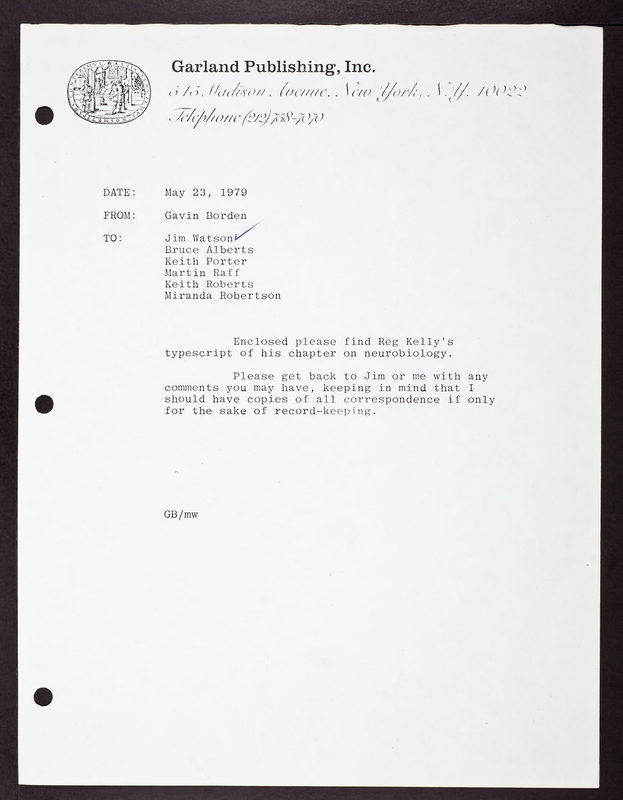 Garland Publishing, Inc.
545 Madison Avenue, New York, N.Y. 10022
Telephone (212) 758-7070
DATE: May 23, 1979
FROM: Gavin Borden
TO: Jim Watson
Bruce Alberts
Keith Porter
Martin Raff
Keith Roberts
Miranda Robertson
Enclosed please find Reg Kelly's
typescript of his chapter on neurobiology.
Please get back to Jim or me with any
comments you may have, keeping in mind that I
should have copies of all correspondence if only
for the sake of record-keeping.
GB/mw